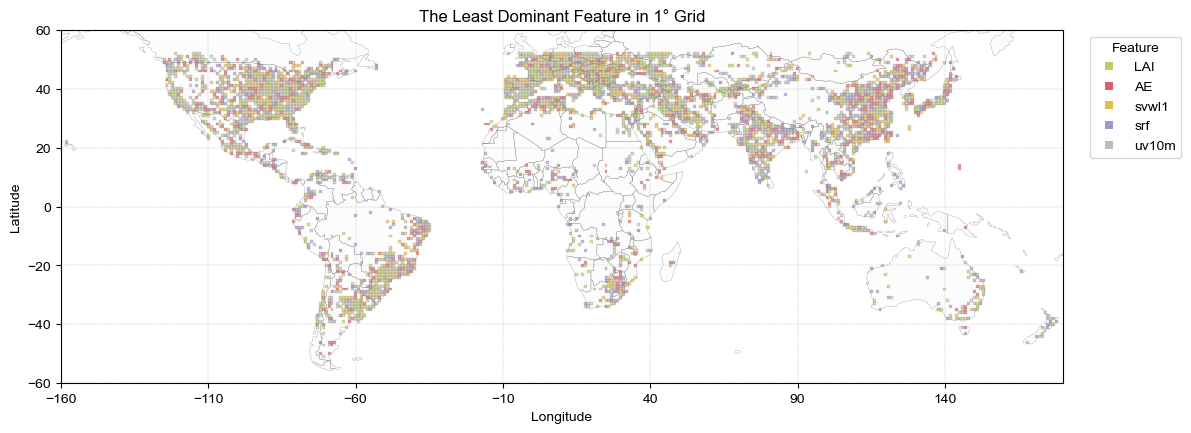 The Least Dominant Feature in 1° Grid
60
40
20
0
−20
−40
−60
Latitude
−160
−110
−60
−10
40
90
140
Longitude
Feature
LAI
AE
svwl1
srf
uv10m